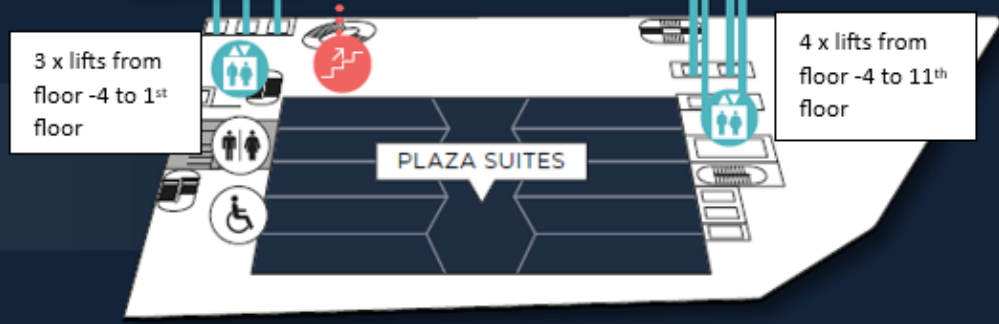 3 x lifts from
floor -4 to 1st
floor
4 x lifts from
floor -4 to 11th
floor
PLAZA SUITES